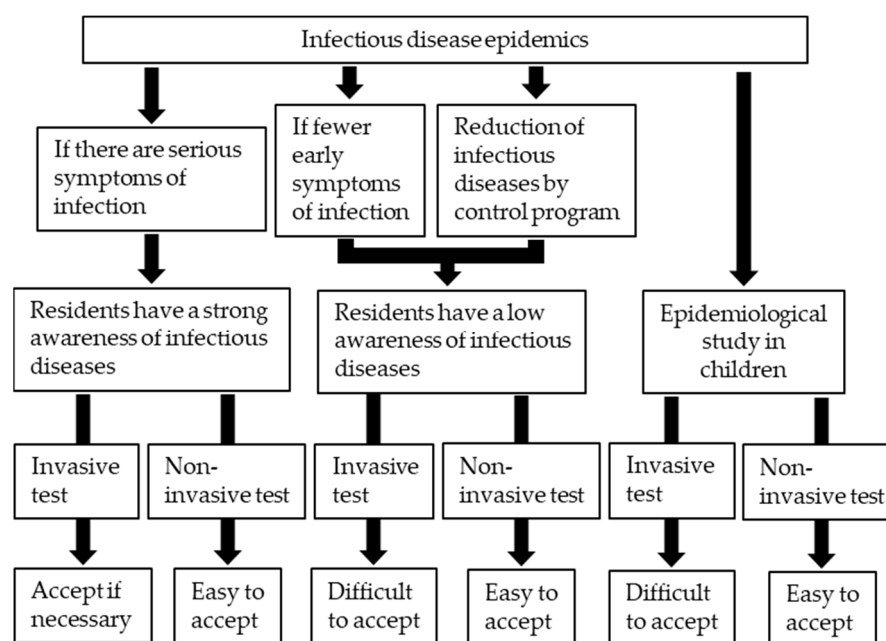 Infectious disease epidemics
If there are serious
symptoms of
infection
If fewer
early
symptoms
of infection
Reduction of
infectious
diseases by
control program
Residents have a strong
awareness of infectious
diseases
Residents have a low
awareness of infectious
diseases
Epidemiological
study in
children
Invasive
test
Non-
invasive test
Invasive
test
Non-
invasive test
Invasive
test
Non-
invasive test
Accept if
necessary
Easy to
accept
Difficult
to accept
Easy to
accept
Difficult
to accept
Easy to
accept